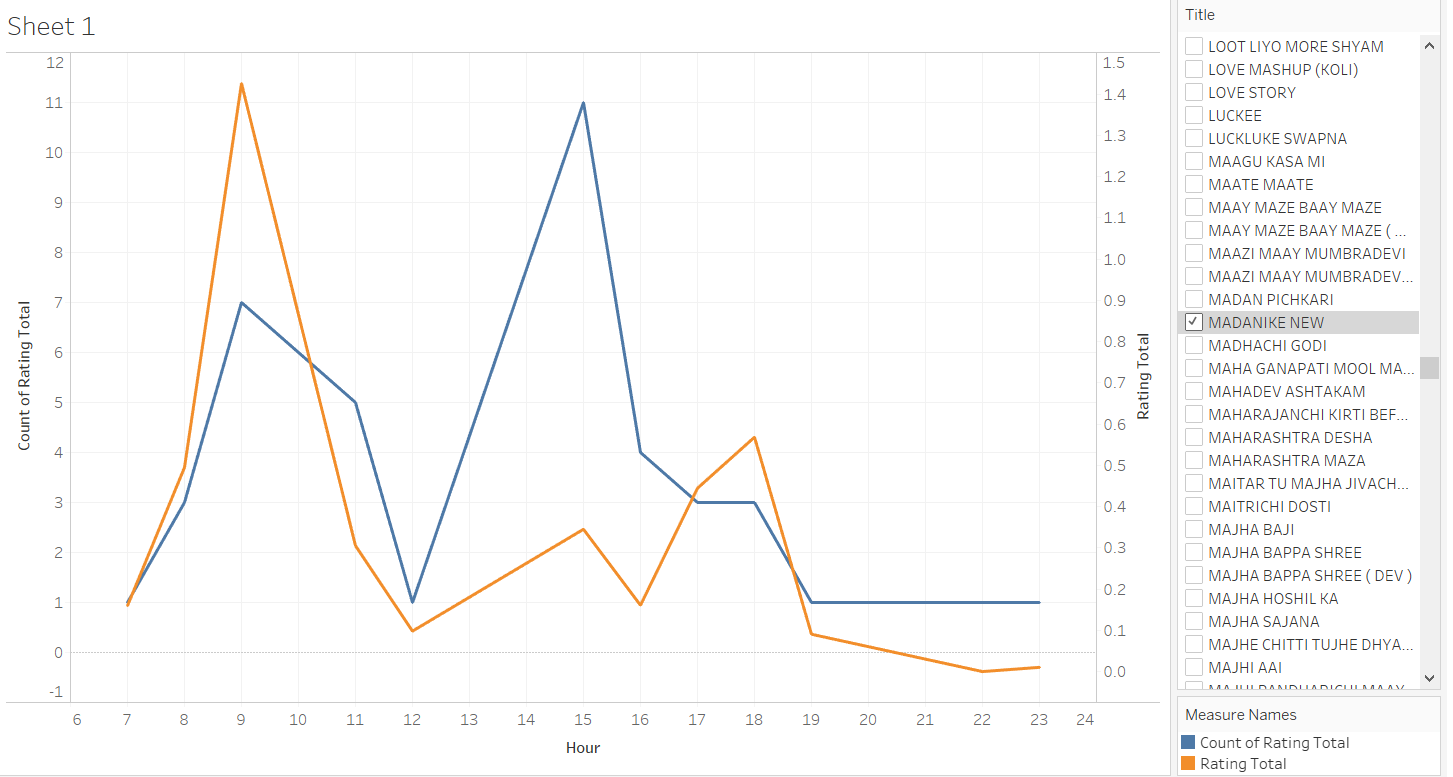 Sheet 1
12
11
10
9
8
7
6
5
4
3
2
1
0
-1
Count of Rating Total
1.5
1.4
1.3
1.2
1.1
1.0
0.9
0.8
0.7
0.6
0.5
0.4
0.3
0.2
0.1
0.0
Rating Total
6 7 8 9 10 11 12 13 14 15 16 17 18 19 20 21 22 23 24
Hour
Title
LOOT LIYO MORE SHYAM
LOVE MASHUP (KOLI)
LOVE STORY
LUCKEE
LUCKLUKE SWAPNA
MAAGU KASA MI
MAATE MAATE
MAAY MAZE BAAY MAZE
MAAY MAZE BAAY MAZE ( ...
MAAZI MAAY MUMBRADEVI
MAAZI MAAY MUMBRADEV...
MADAN PICHKARI
MADANIKE NEW
MADHACHI GODI
MAHA GANAPATI MOOL MA...
MAHADEV ASHTAKAM
MAHARAJANCHI KIRTI BEF...
MAHARASHTRA DESHA
MAHARASHTRA MAZA
MAITAR TU MAJHA JIVACH...
MAITRICHI DOSTI
MAJHA BAJI
MAJHA BAPPA SHREE
MAJHA BAPPA SHREE ( DEV )
MAJHA HOSHIL KA
MAJHA SAJANA
MAJHE CHITTI TUJHE DHYA...
MAJHI AAI
Measure Names
Count of Rating Total
Rating Total